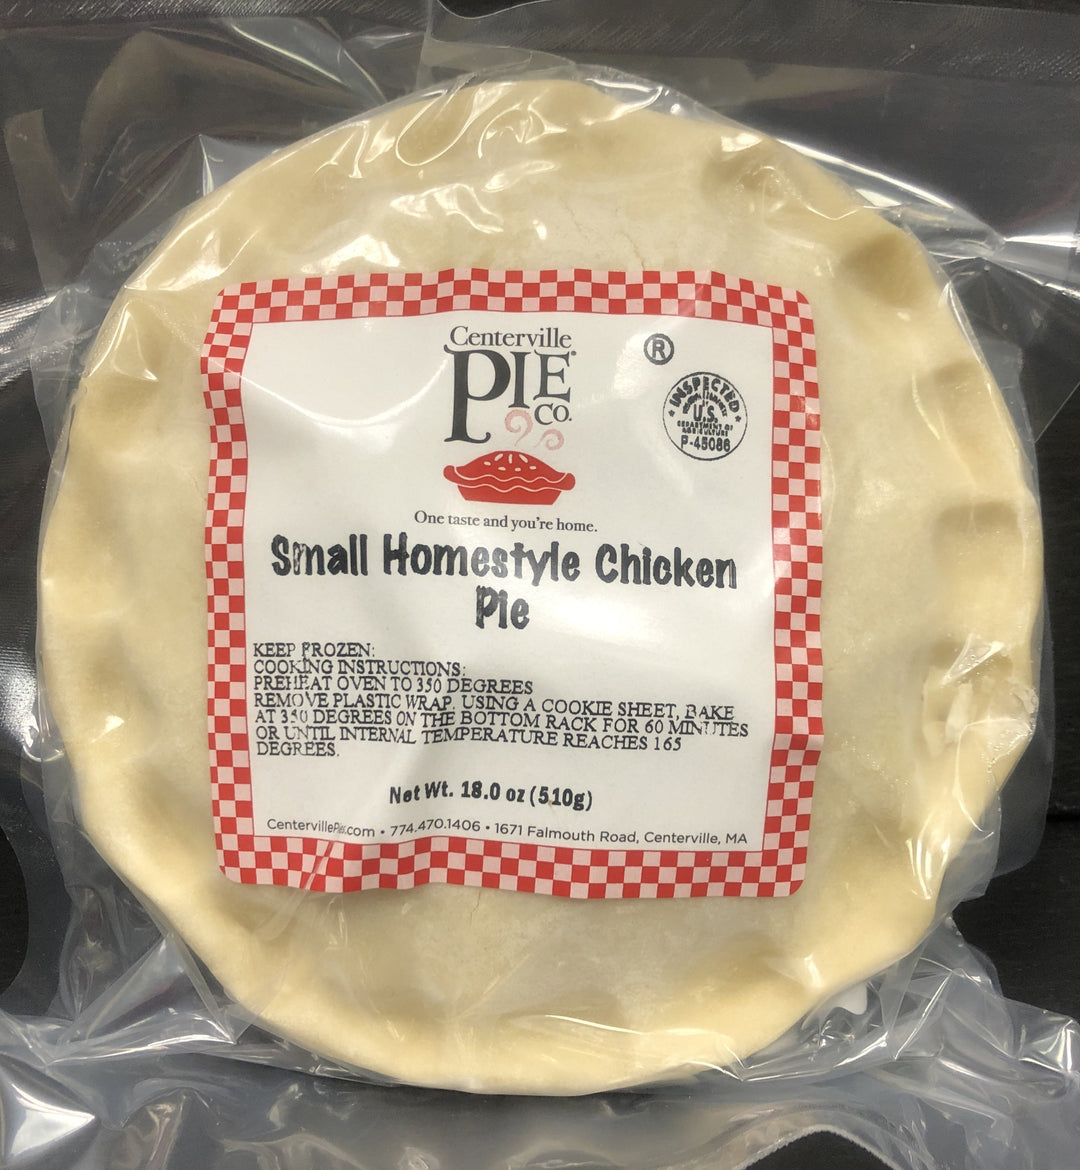 Centerville
PIE
CO.
®
INSPECTED
U.S.
DEPARTMENT OF
AGRICULTURE
P-45086
One taste and you're home.
Small Homestyle Chicken
Pie
KEEP FROZEN:
COOKING INSTRUCTIONS:
PREHEAT OVEN TO 350 DEGREES
REMOVE PLASTIC WRAP. USING A COOKIE SHEET, BAKE
AT 350 DEGREES ON THE BOTTOM RACK FOR 60 MINUTES
OR UNTIL INTERNAL TEMPERATURE REACHES 165
DEGREES.
Net Wt. 18.0 oz (510g)
CentervillePies.com • 774.470.1406 • 1671 Falmouth Road, Centerville, MA